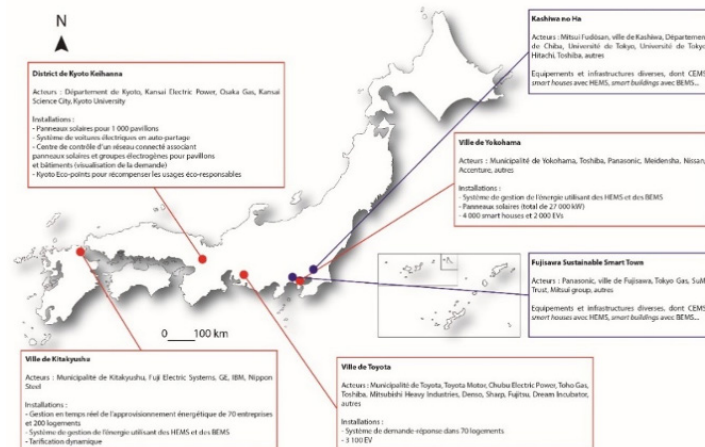 N
District de Kyoto Keihanna
Acteurs : Département de Kyoto, Kansai Electric Power, Osaka Gas, Kansai
Science City, Kyoto University
Installations :
- Panneaux solaires pour 1 000 pavillons
- Système de voitures électriques en auto-partage
- Centre de contrôle d'un réseau connecté associant
panneaux solaires et groupes électrogènes pour pavillons
et bâtiments (visualisation de la demande)
- Kyoto Eco-points pour récompenser les usages éco-responsables
Kashiwa no Ha
Acteurs : Mitsui Fudosan, ville de Kashiwa, Département
de Chiba, Université de Tokyo, Université de Tokyo
Hitachi, Toshiba, autres
Equipements et infrastructures diverses, dont CEMS
smart houses avec HEMS, smart buildings avec BEMS...
Ville de Yokohama
Acteurs : Municipalité de Yokohama, Toshiba, Panasonic, Meidensha, Nissan,
Accenture, autres
Installations :
- Système de gestion de l'énergie utilisant des HEMS et des BEMS
- Panneaux solaires (total de 27 000 kW)
- 4 000 smart houses et 2 000 EVs
Fujisawa Sustainable Smart Town
Acteurs : Panasonic, ville de Fujisawa, Tokyo Gas, SuM
Trust, Mitsui group, autres
Equipements et infrastructures diverses, dont CEMS
smart houses avec HEMS, smart buildings avec BEMS...
0 100 km
Ville de Kitakyushu
Acteurs : Municipalité de Kitakyushu, Fuji Electric Systems, GE, IBM, Nippon
Steel
Installations :
- Gestion en temps réel de l'approvisionnement énergétique de 70 entreprises
et 200 logements
- Système de gestion de l'énergie utilisant des HEMS et des BEMS
- Tarification dynamique
Ville de Toyota
Acteurs : Municipalité de Toyota, Toyota Motor, Chubu Electric Power, Toho Gas,
Toshiba, Mitsubishi Heavy Industries, Denso, Sharp, Fujitsu, Dream Incubator,
autres
Installations :
- Système de demande-réponse dans 70 logements
- 3 100 EV